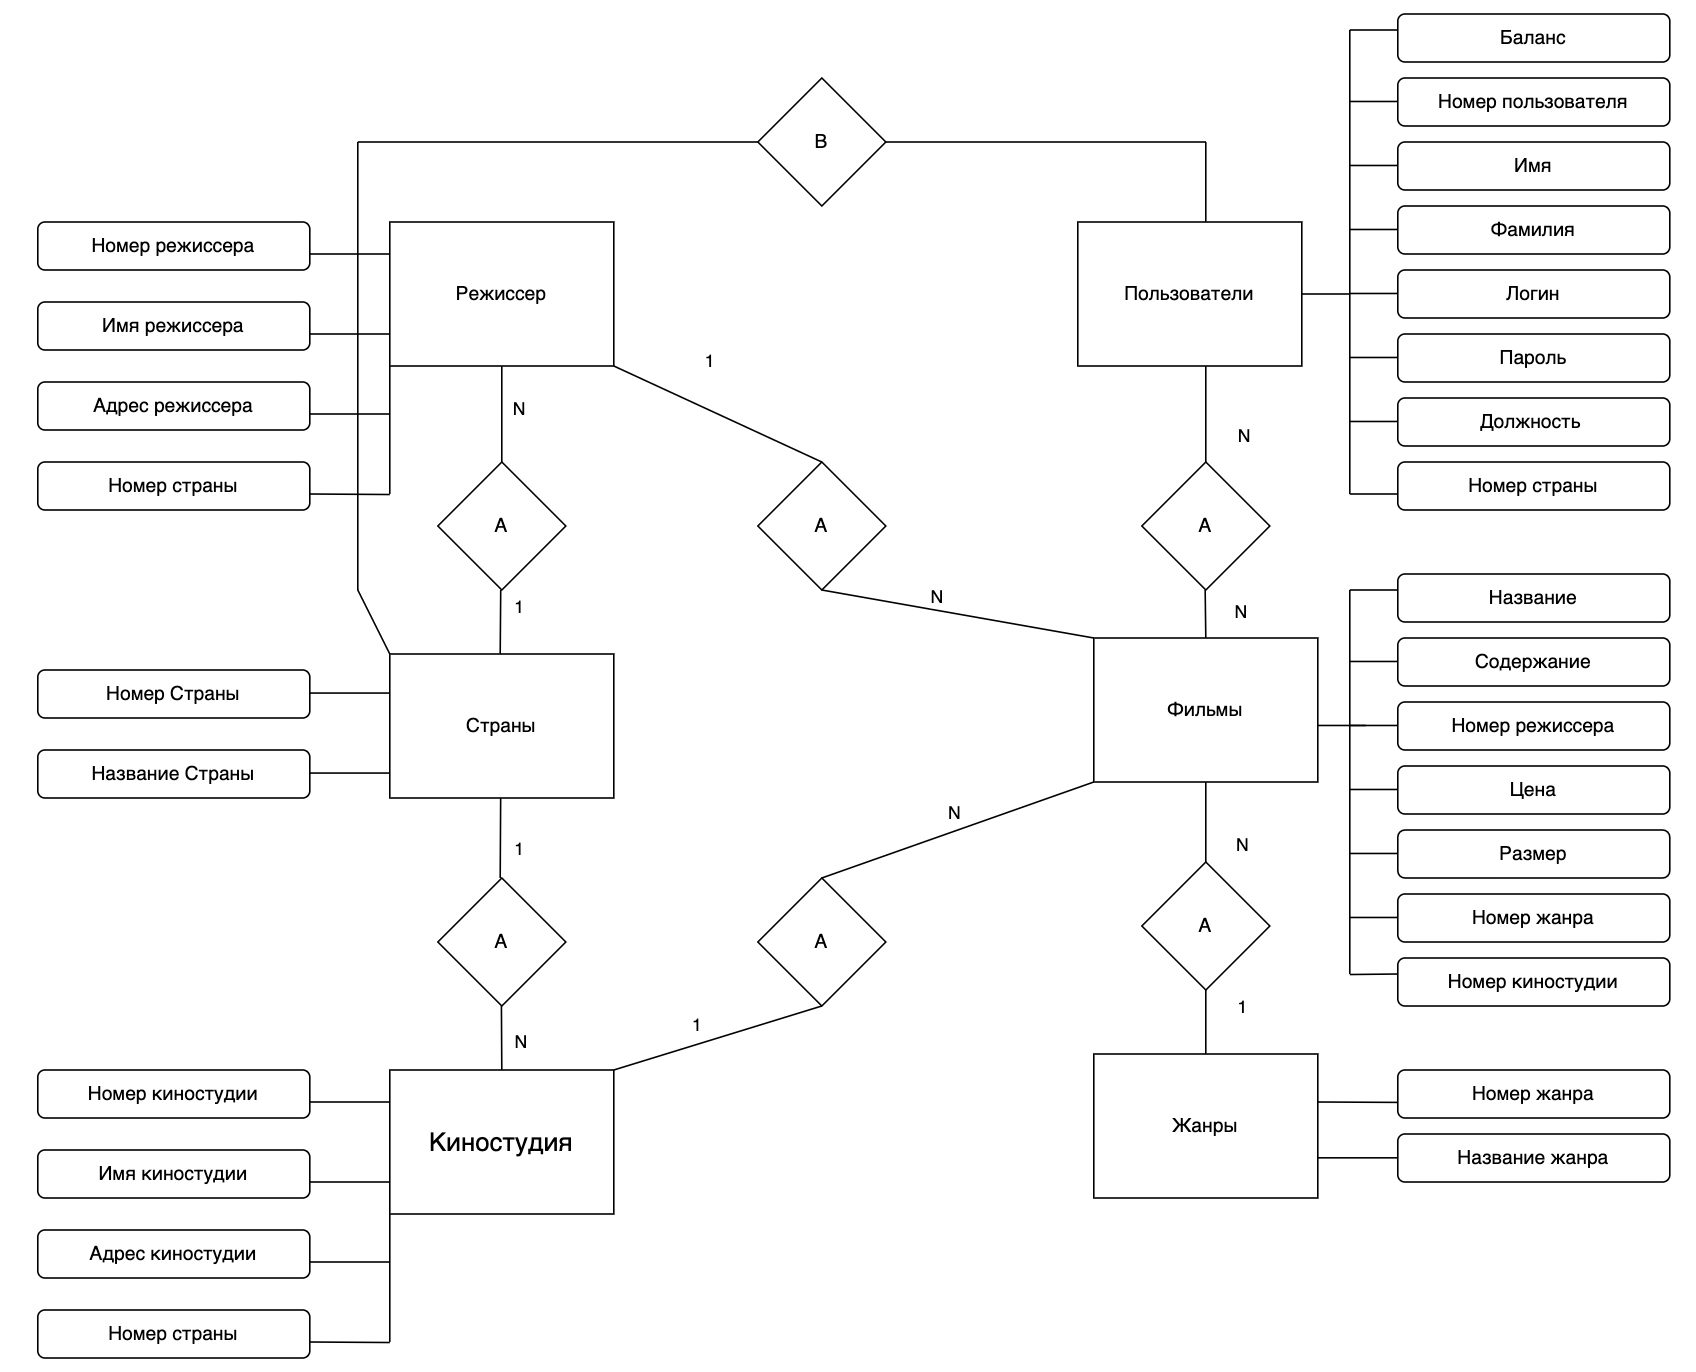 Баланс
Номер пользователя
В
Имя
Фамилия
Номер режиссера
Режиссер
Пользователи
Логин
Имя режиссера
1
Пароль
Адрес режиссера
N
N
Должность
Номер страны
Номер страны
А
А
А
Название
1
N
N
Содержание
Номер Страны
Страны
Фильмы
Номер режиссера
Название Страны
Цена
1
N
N
Размер
А
А
А
Номер жанра
Номер киностудии
N
1
1
Номер киностудии
Киностудия
Жанры
Номер жанра
Имя киностудии
Название жанра
Адрес киностудии
Номер страны